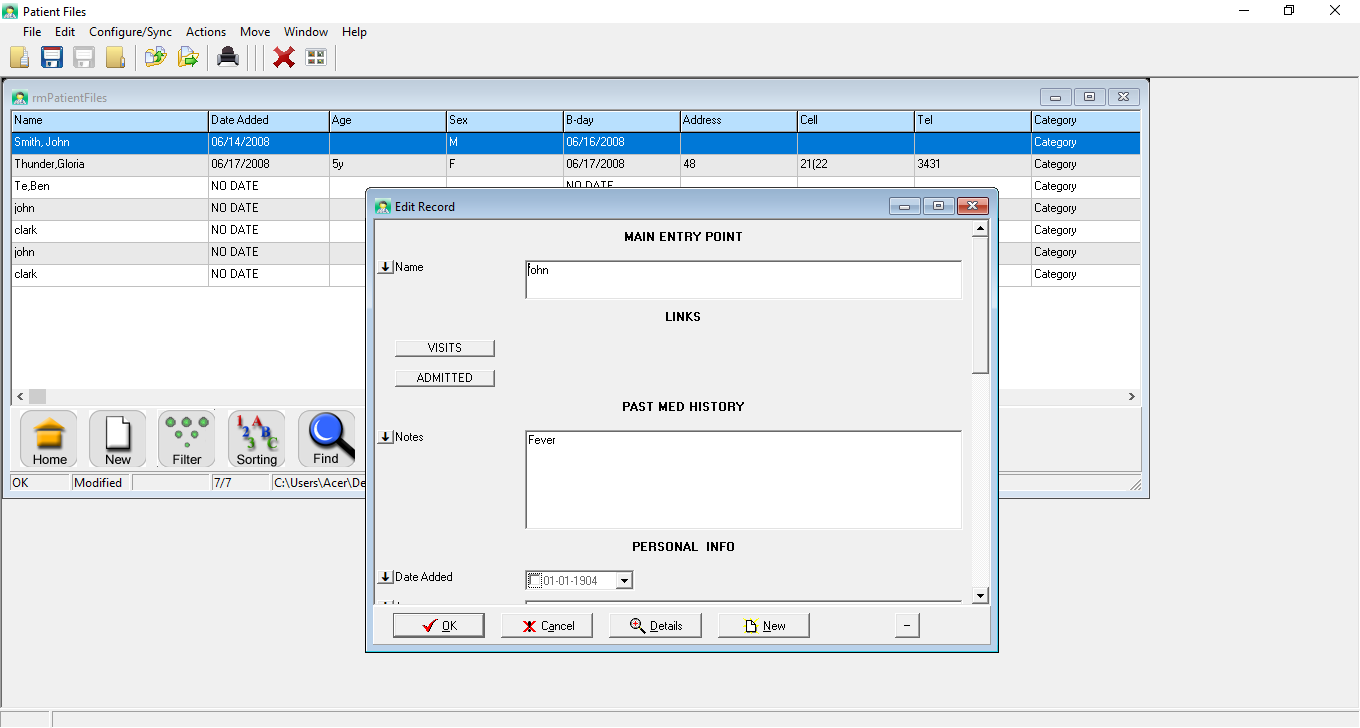 Patient Files
File Edit Configure/Sync Actions Move Window Help
rmPatientFiles
Name Date Added Age Sex B-day Address Cell Tel Category
Smith, John 06/14/2008 M 06/16/2008 Category
Thunder,Gloria 06/17/2008 5y F 06/17/2008 48 21(22 3431 Category
Te,Ben NO DATE NO DATE Category
john NO DATE Category
clark NO DATE Category
john NO DATE Category
clark NO DATE Category
Edit Record
MAIN ENTRY POINT
Name john
LINKS
VISITS
ADMITTED
PAST MED HISTORY
Notes Fever
PERSONAL INFO
Date Added 01-01-1904
OK Cancel Details New -
Home New Filter Sorting Find
OK Modified 7/7 C:\Users\Acer\De